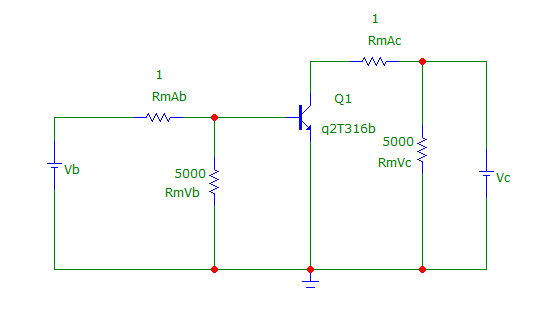 1
RmAc
1
RmAb
Q1
q2T316b
5000
RmVc
5000
RmVb
Vb
Vc